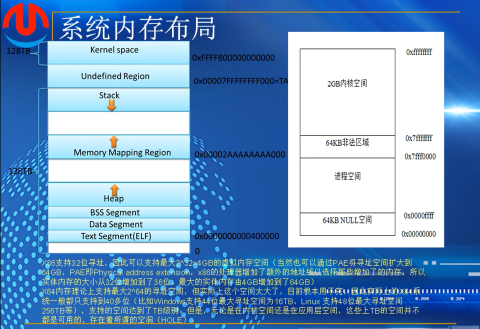 系统内存布局
128TB
Kernel space
0xFFFF800000000000
Undefined Region
0x00007FFFFFFFF000=TA
Stack
Memory Mapping Region
0x00002AAAAAAA000
128TB
Heap
BSS Segment
Data Segment
Text Segment(ELF)
0x0000000000400000
0
0xffffffff
2GB内核空间
0x7fffffff
64KB非法区域
0x7fff0000
进程空间
0x0000ffff
64KB NULL空间
0x00000000
X86支持32位寻址，因此可以支持最大2^32=4GB的虚拟内存空间（当然也可以通过PAE将寻址空间扩大到
64GB，PAE即Physical address extension，x86的处理器增加了额外的地址线以选择那些增加了的内存，所以
实体内存的大小从32位增加到了36位，最大的实体内存由4GB增加到了64GB）
X64内存理论上支持最大2^64的寻址空间，但实际上这个空间太大了，目前根本用不完，因此实际上的X64系
统一般都只支持到40多位（比如Windows支持44位最大寻址空间为16TB，Linux 支持48位最大寻址空间
256TB等），支持的空间达到了TB级别。但是，无论是在内核空间还是在应用层空间，这些上TB的空间并不
都是可用的，存在着所谓的空洞（HOLE）。